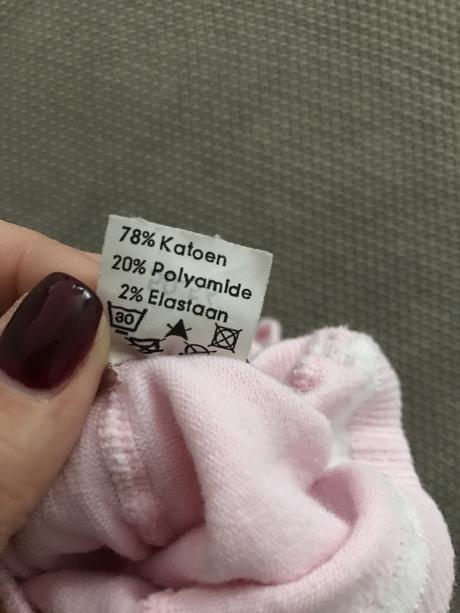 78% Katoen
20% Polyamide
2% Elastaan
30